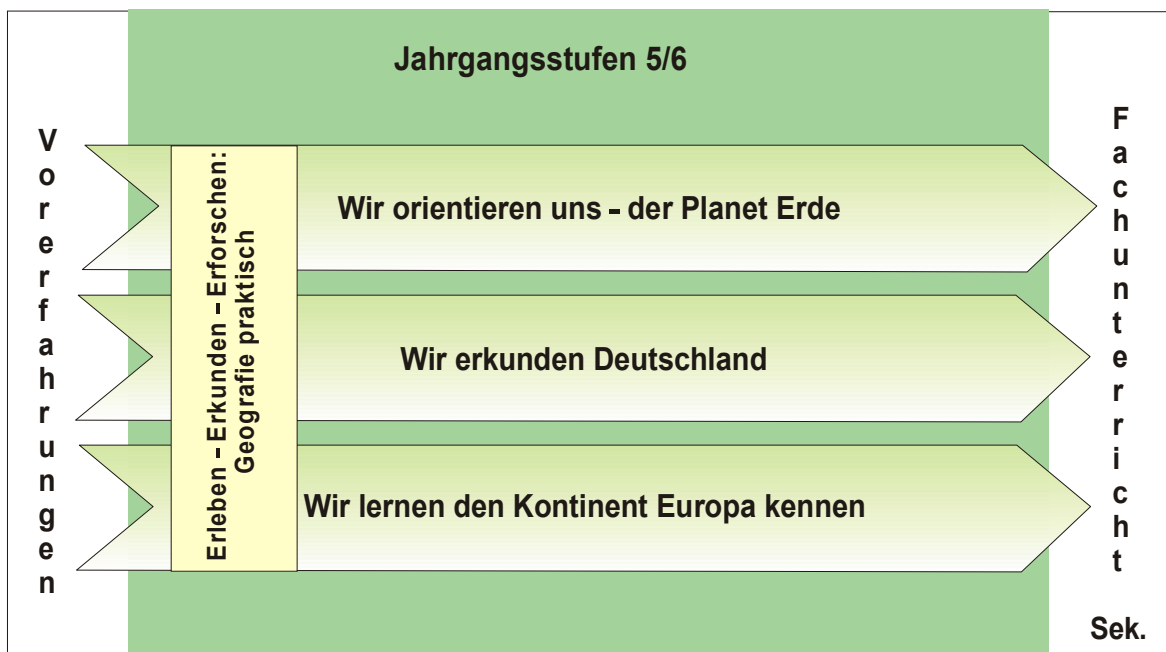 Jahrgangsstufen 5/6
Vorerfahrungen
Erleben – Erkunden – Erforschen:
Geografie praktisch
Wir orientieren uns - der Planet Erde
Wir erkunden Deutschland
Wir lernen den Kontinent Europa kennen
Fachunterricht
Sek.